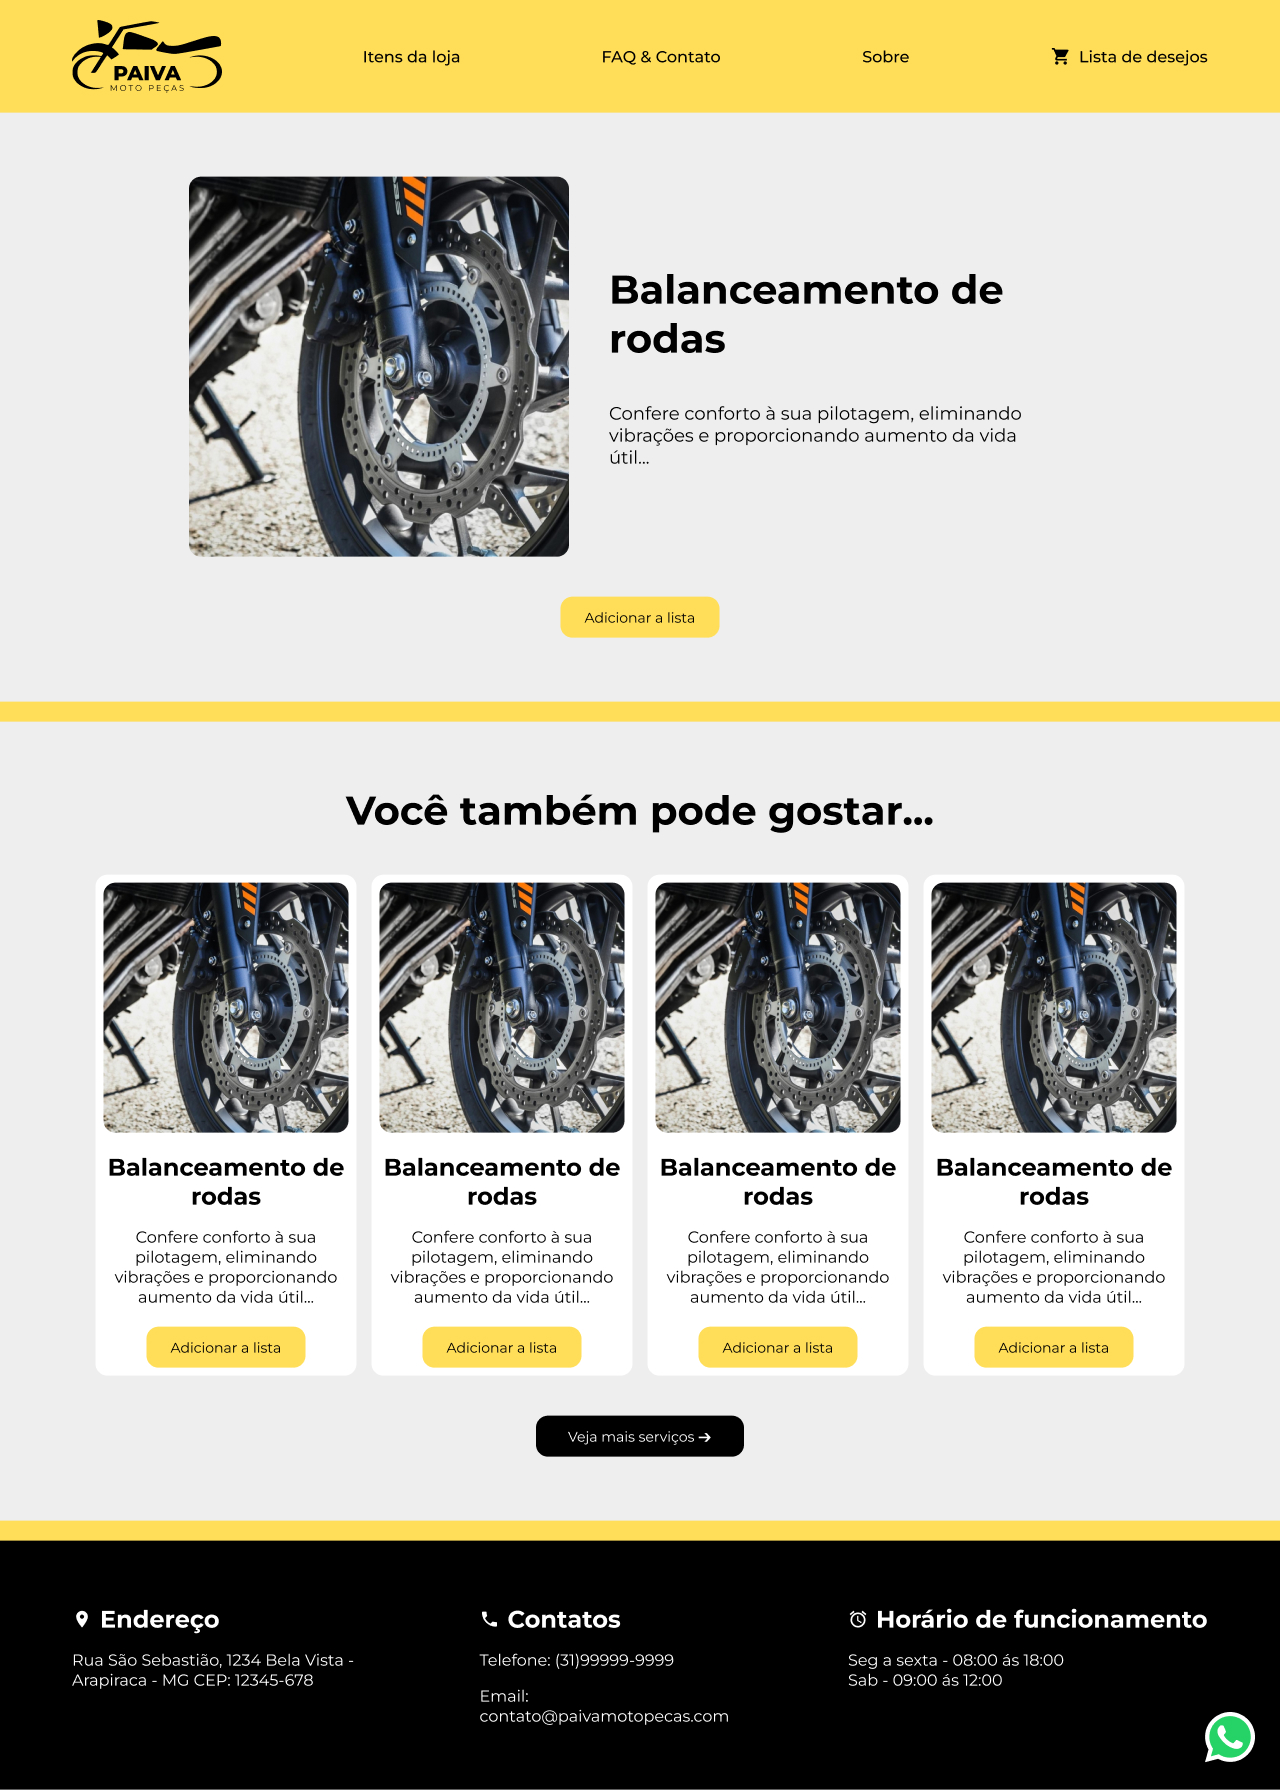 PAIVA
MOTO PEÇAS
Itens da loja
FAQ & Contato
Sobre
Lista de desejos
Balanceamento de
rodas
Confere conforto à sua pilotagem, eliminando
vibrações e proporcionando aumento da vida
útil...
Adicionar a lista
Você também pode gostar...
Balanceamento de
rodas
Confere conforto à sua
pilotagem, eliminando
vibrações e proporcionando
aumento da vida útil...
Adicionar a lista
Balanceamento de
rodas
Confere conforto à sua
pilotagem, eliminando
vibrações e proporcionando
aumento da vida útil...
Adicionar a lista
Balanceamento de
rodas
Confere conforto à sua
pilotagem, eliminando
vibrações e proporcionando
aumento da vida útil...
Adicionar a lista
Balanceamento de
rodas
Confere conforto à sua
pilotagem, eliminando
vibrações e proporcionando
aumento da vida útil...
Adicionar a lista
Veja mais serviços ➔
Endereço
Rua São Sebastião, 1234 Bela Vista -
Arapiraca - MG CEP: 12345-678
Contatos
Telefone: (31)99999-9999
Email:
contato@paivamotopecas.com
Horário de funcionamento
Seg a sexta - 08:00 ás 18:00
Sab - 09:00 ás 12:00